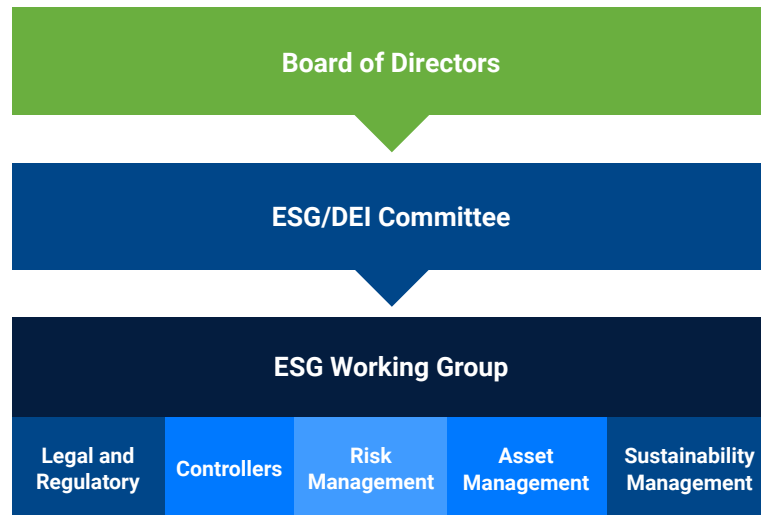 Board of Directors
ESG/DEI Committee
ESG Working Group
Legal and
Regulatory
Controllers
Risk
Management
Asset
Management
Sustainability
Management